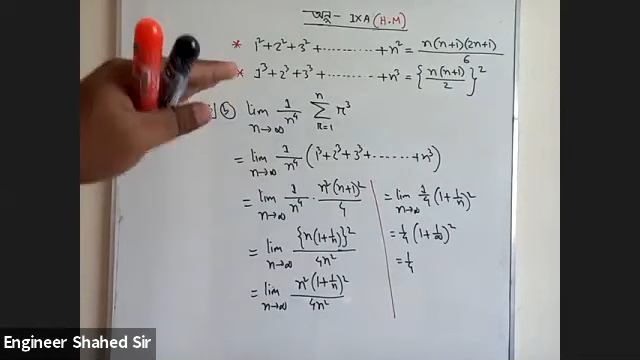 অনু - IXA (H.M)
* 1² + 2² + 3² + .......... + n² = n(n+1)(2n+1)/6
* 1³ + 2³ + 3³ + .......... + n³ = {n(n+1)/2}²
(b) lim n→∞ 1/n⁴ ∑ r=1 n r³
= lim n→∞ 1/n⁴ (1³ + 2³ + 3³ + ....... + n³)
= lim n→∞ 1/n⁴ · n²(n+1)²/4
= lim n→∞ {n(1+1/n)}²/4n²
= lim n→∞ n²(1+1/n)²/4n²
= lim n→∞ 1/4 (1+1/n)²
= 1/4 (1+1/∞)²
= 1/4
Engineer Shahed Sir